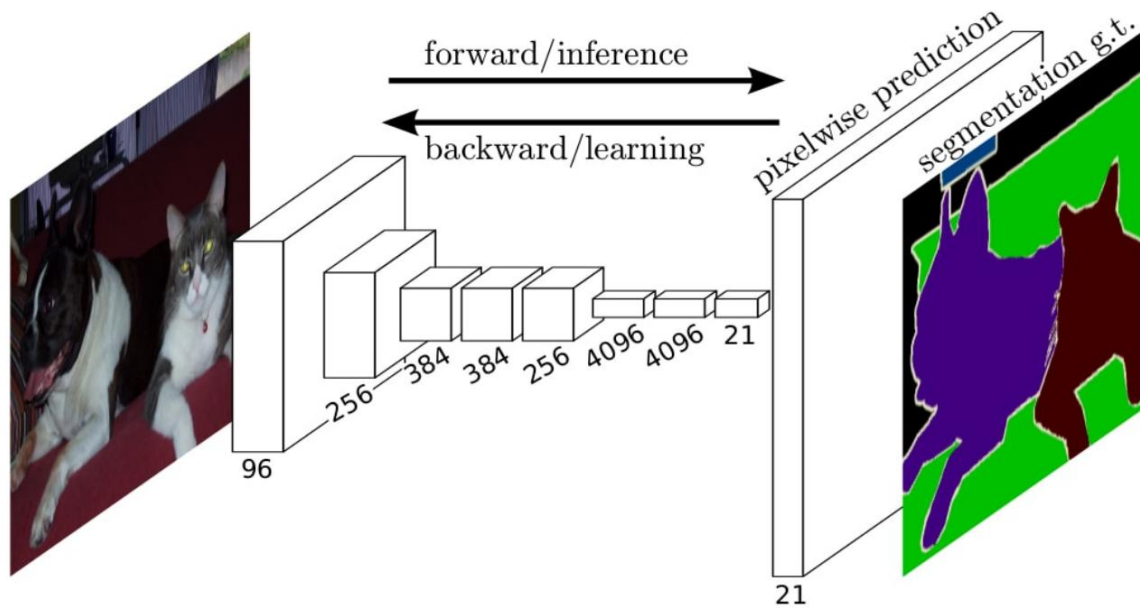 forward/inference
backward/learning
pixelwise prediction
segmentation g.t.
96
256
384
384
256
4096
4096
21
21